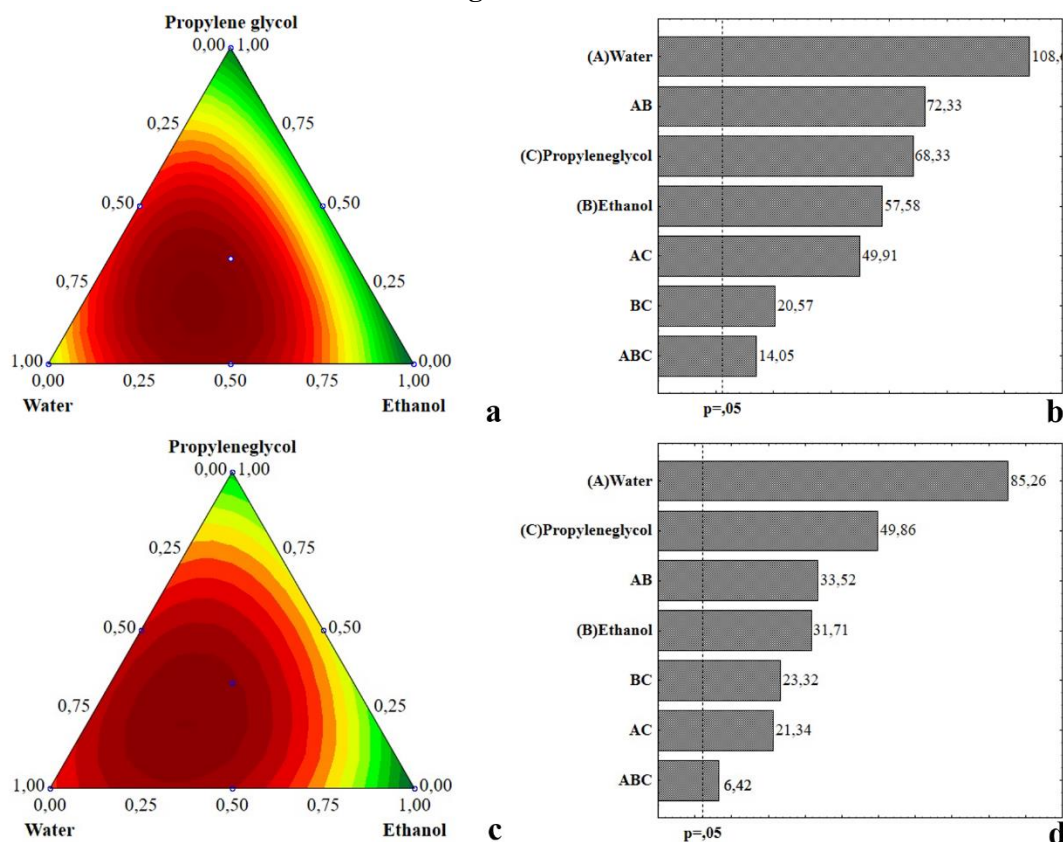 Propylene glycol
0,00 1,00
0,25 0,75
0,50 0,50
0,75 0,25
1,00 0,00
0,00 0,25 0,50 0,75 1,00
Water Ethanol
a
(A)Water
AB 72,33
(C)Propyleneglycol 68,33
(B)Ethanol 57,58
AC 49,91
BC 20,57
ABC 14,05
p=,05
b
Propyleneglycol
0,00 1,00
0,25 0,75
0,50 0,50
0,75 0,25
1,00 0,00
0,00 0,25 0,50 0,75 1,00
Water Ethanol
c
(A)Water 85,26
(C)Propyleneglycol 49,86
AB 33,52
(B)Ethanol 31,71
BC 23,32
AC 21,34
ABC 6,42
p=,05
d